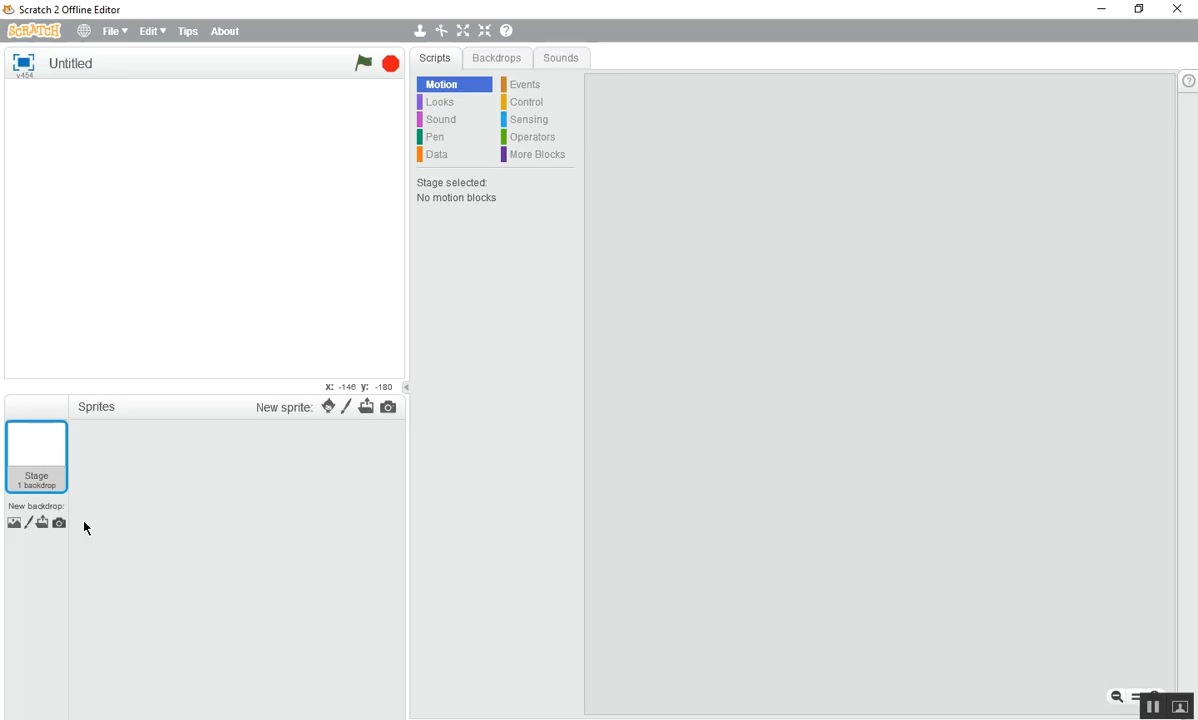 Scratch 2 Offline Editor
SCRATCH File Edit Tips About
Scripts Backdrops Sounds
v454 Untitled
Motion Events
Looks Control
Sound Sensing
Pen Operators
Data More Blocks
Stage selected:
No motion blocks
x: -146 y: -180
Sprites New sprite:
Stage
1 backdrop
New backdrop: